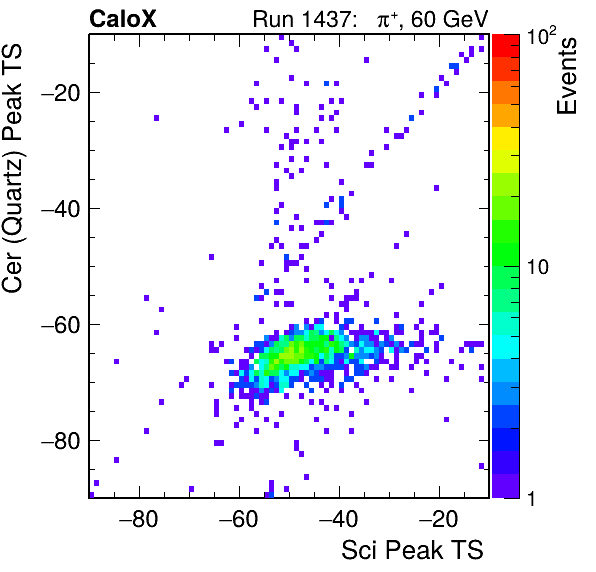 CaloX Run 1437: π+, 60 GeV
Cer (Quartz) Peak TS
−20
−40
−60
−80
−80 −60 −40 −20
Sci Peak TS
10²
10
1
Events